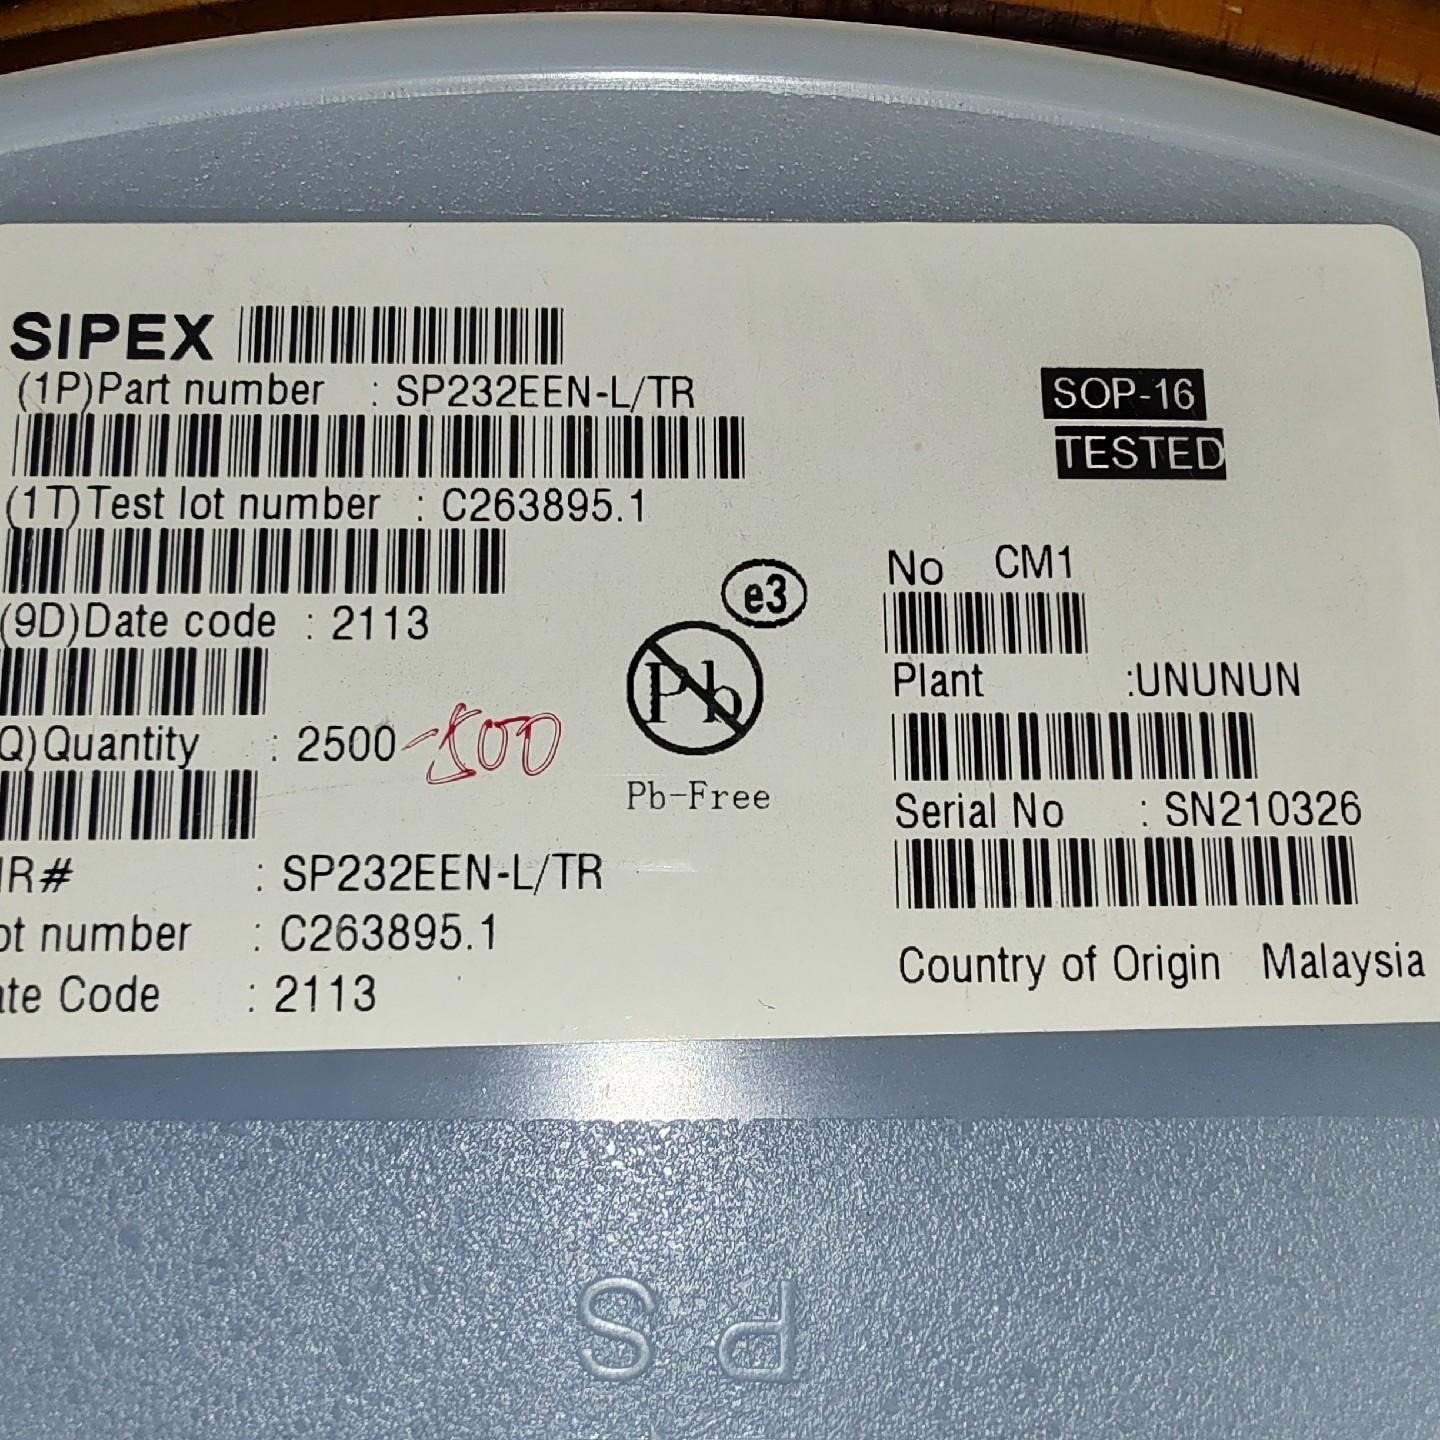 SIPEX
(1P)Part number : SP232EEN-L/TR
(1T)Test lot number : C263895.1
(9D)Date code : 2113
Q)Quantity : 2500 -500
R# : SP232EEN-L/TR
ot number : C263895.1
te Code : 2113
e3
Pb
Pb-Free
SOP-16
TESTED
No CM1
Plant :UNUNUN
Serial No : SN210326
Country of Origin Malaysia
PS